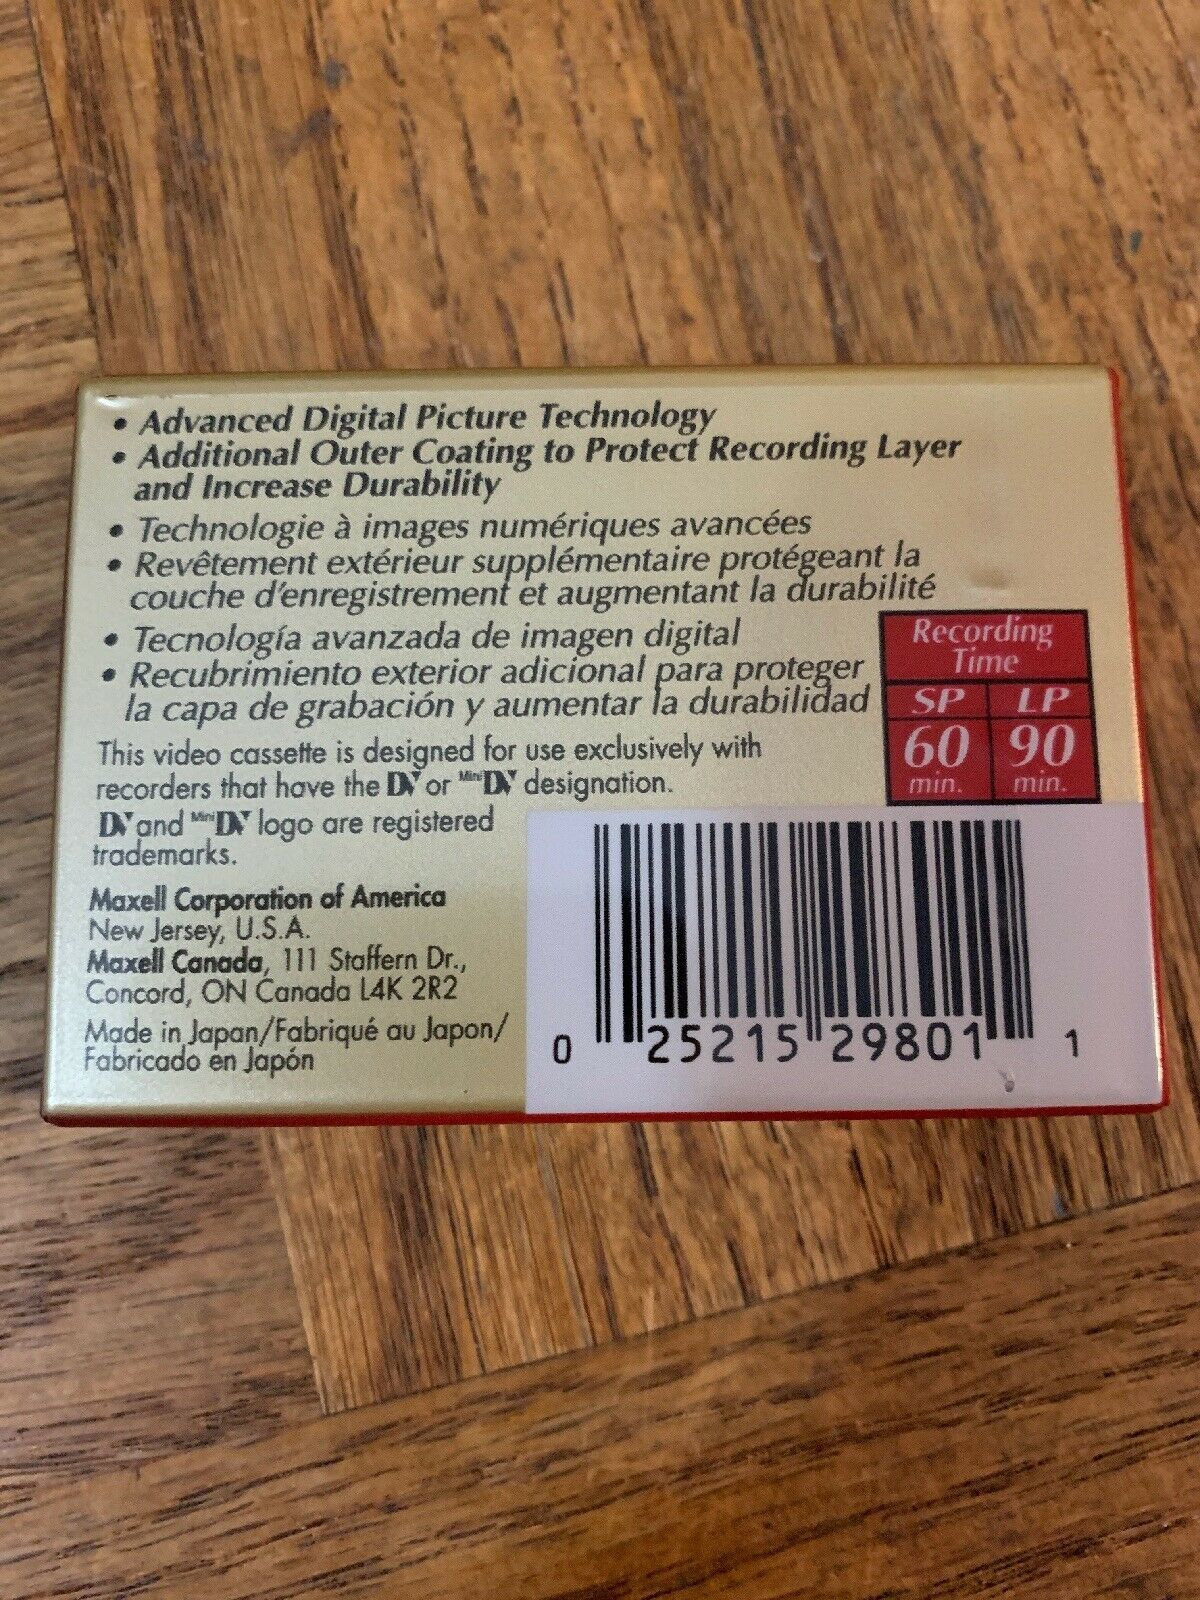 • Advanced Digital Picture Technology
• Additional Outer Coating to Protect Recording Layer
and Increase Durability
• Technologie à images numériques avancées
• Revêtement extérieur supplémentaire protégeant la
couche d'enregistrement et augmentant la durabilité
• Tecnología avanzada de imagen digital
• Recubrimiento exterior adicional para proteger
la capa de grabación y aumentar la durabilidad
Recording
Time
SP LP
60 90
min. min.
This video cassette is designed for use exclusively with
recorders that have the DV or Mini DV designation.
DV and Mini DV logo are registered
trademarks.
Maxell Corporation of America
New Jersey, U.S.A.
Maxell Canada, 111 Staffern Dr.,
Concord, ON Canada L4K 2R2
Made in Japan/Fabriqué au Japon/
Fabricado en Japón
0 25215 29801 1